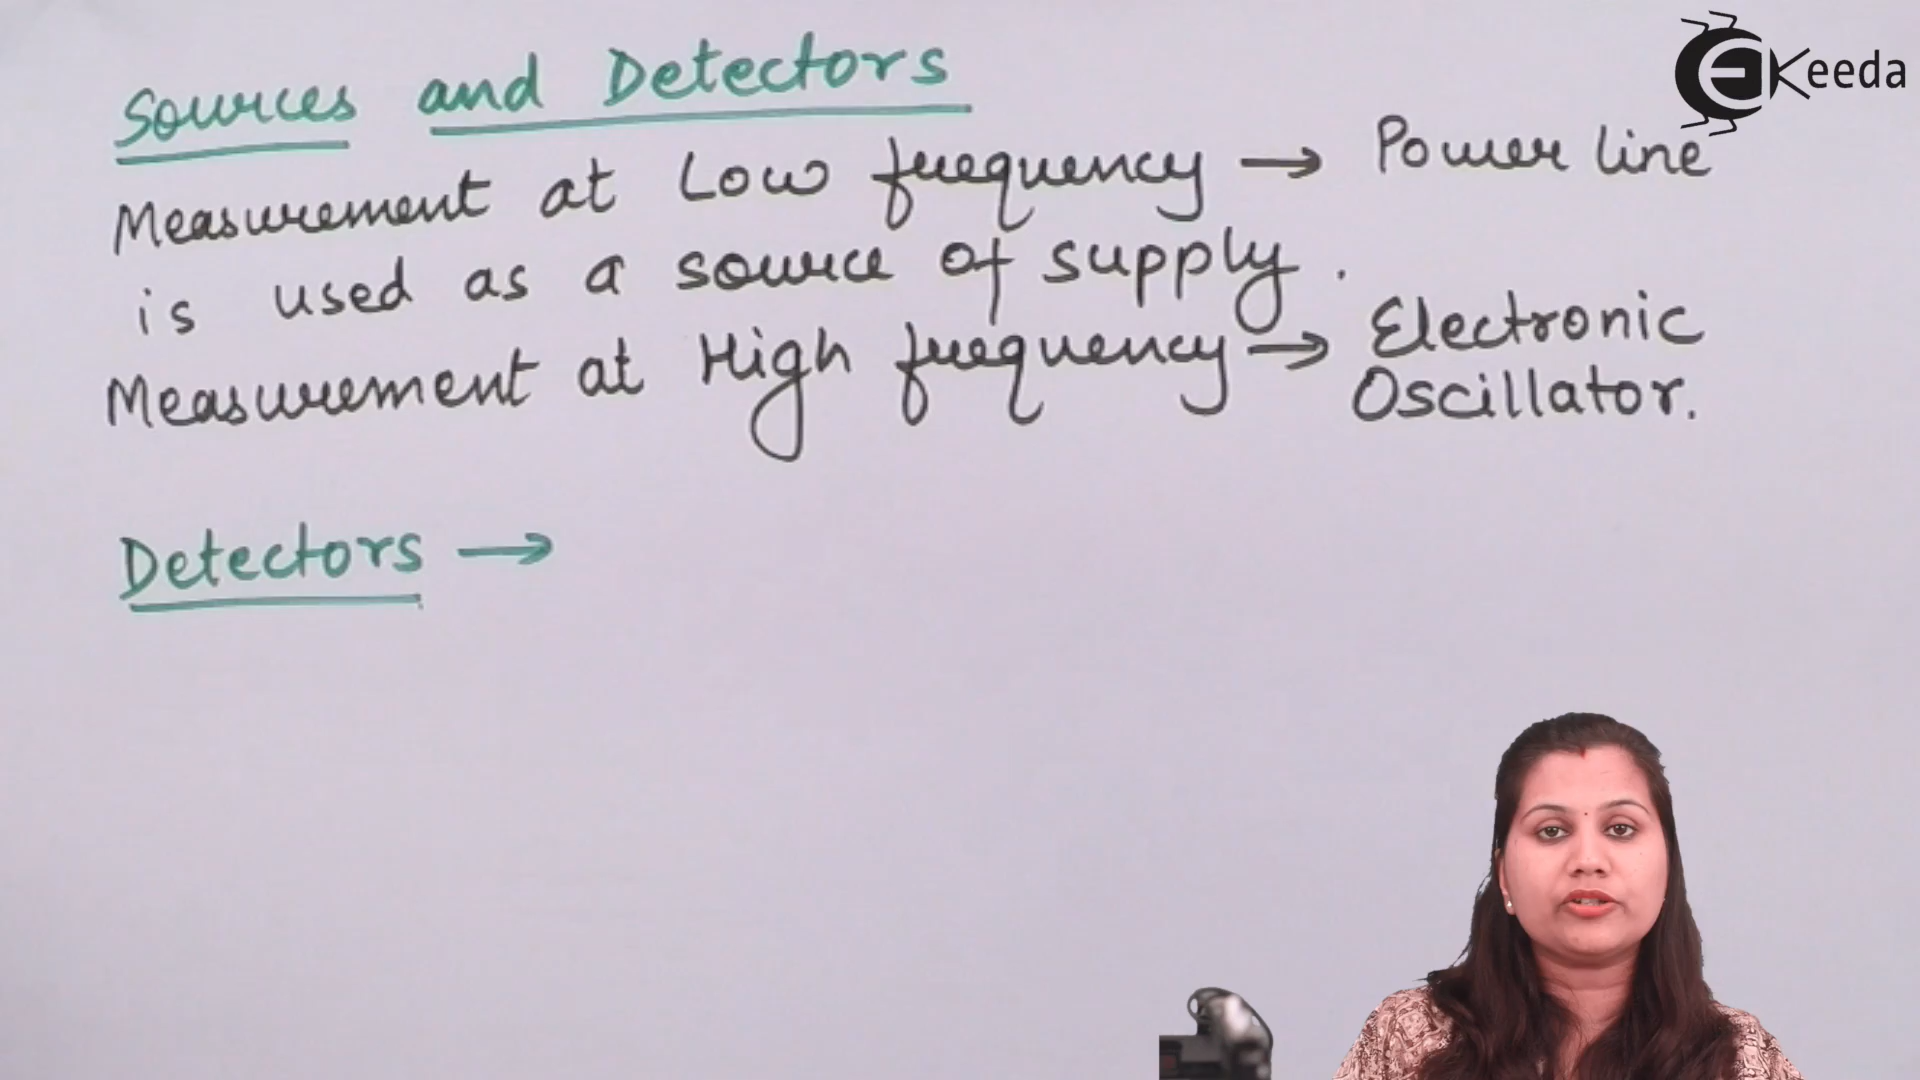 Sources and Detectors
EKeeda
Measurement at Low frequency → Power line
is used as a source of supply.
Measurement at High frequency → Electronic
Oscillator.
Detectors →